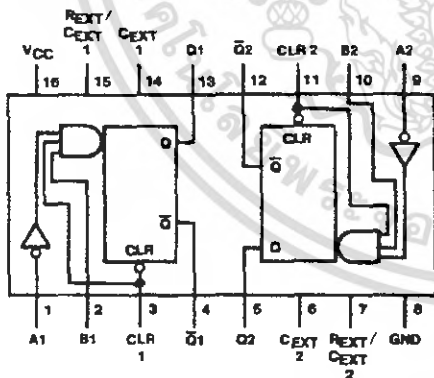 REXT/ CEXT 1
CEXT 1
VCC
Q1
Q̅2
CLR 2
B2
A2
16 15 14 13 12 11 10 9
Q
Q̅
CLR
CLR
Q̅
Q
1 2 3 4 5 6 7 8
A1
B1
CLR 1
Q̅1
Q2
CEXT 2
REXT/ CEXT 2
GND